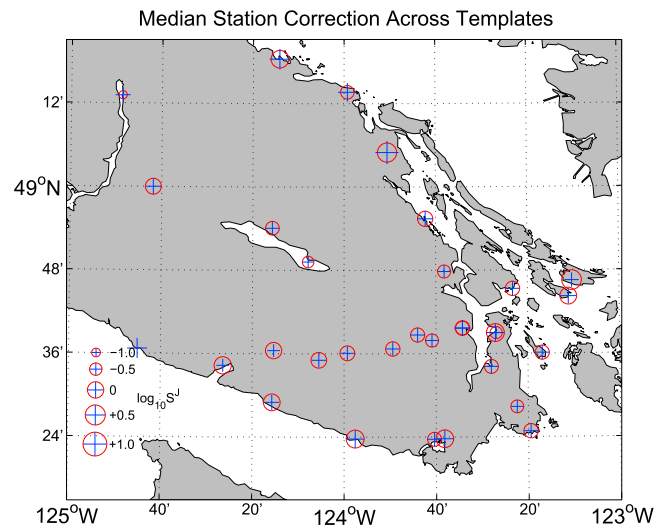 Median Station Correction Across Templates
12'
49°N
48'
36'
24'
−1.0
−0.5
0
+0.5
+1.0
log₁₀Sᴶ
125°W
40'
20'
124°W
40'
20'
123°W